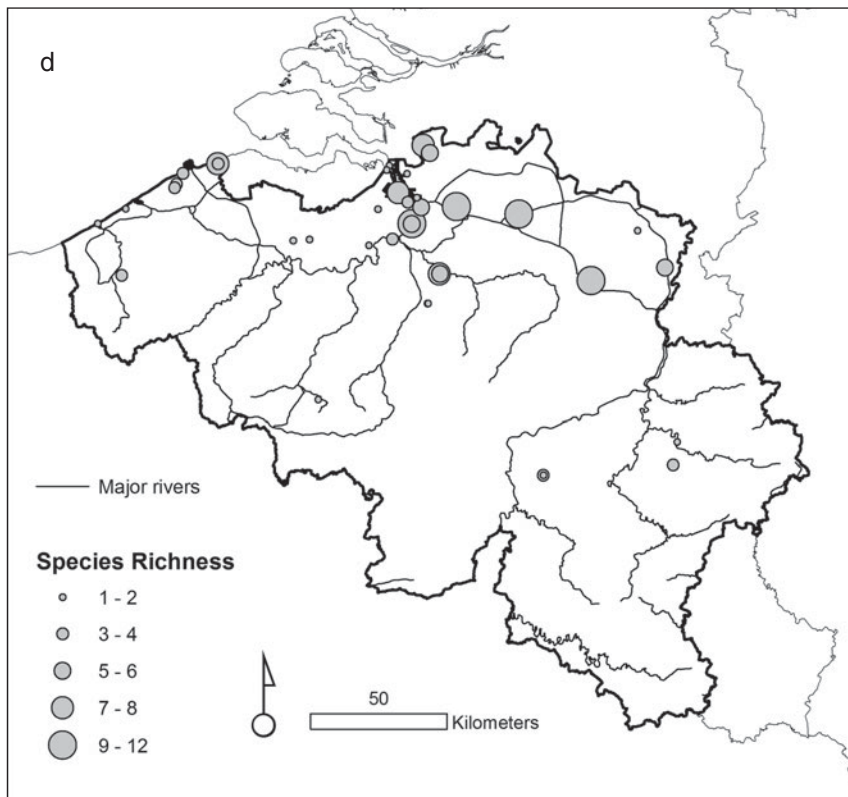 d
Major rivers
Species Richness
1 - 2
3 - 4
5 - 6
7 - 8
9 - 12
50
Kilometers